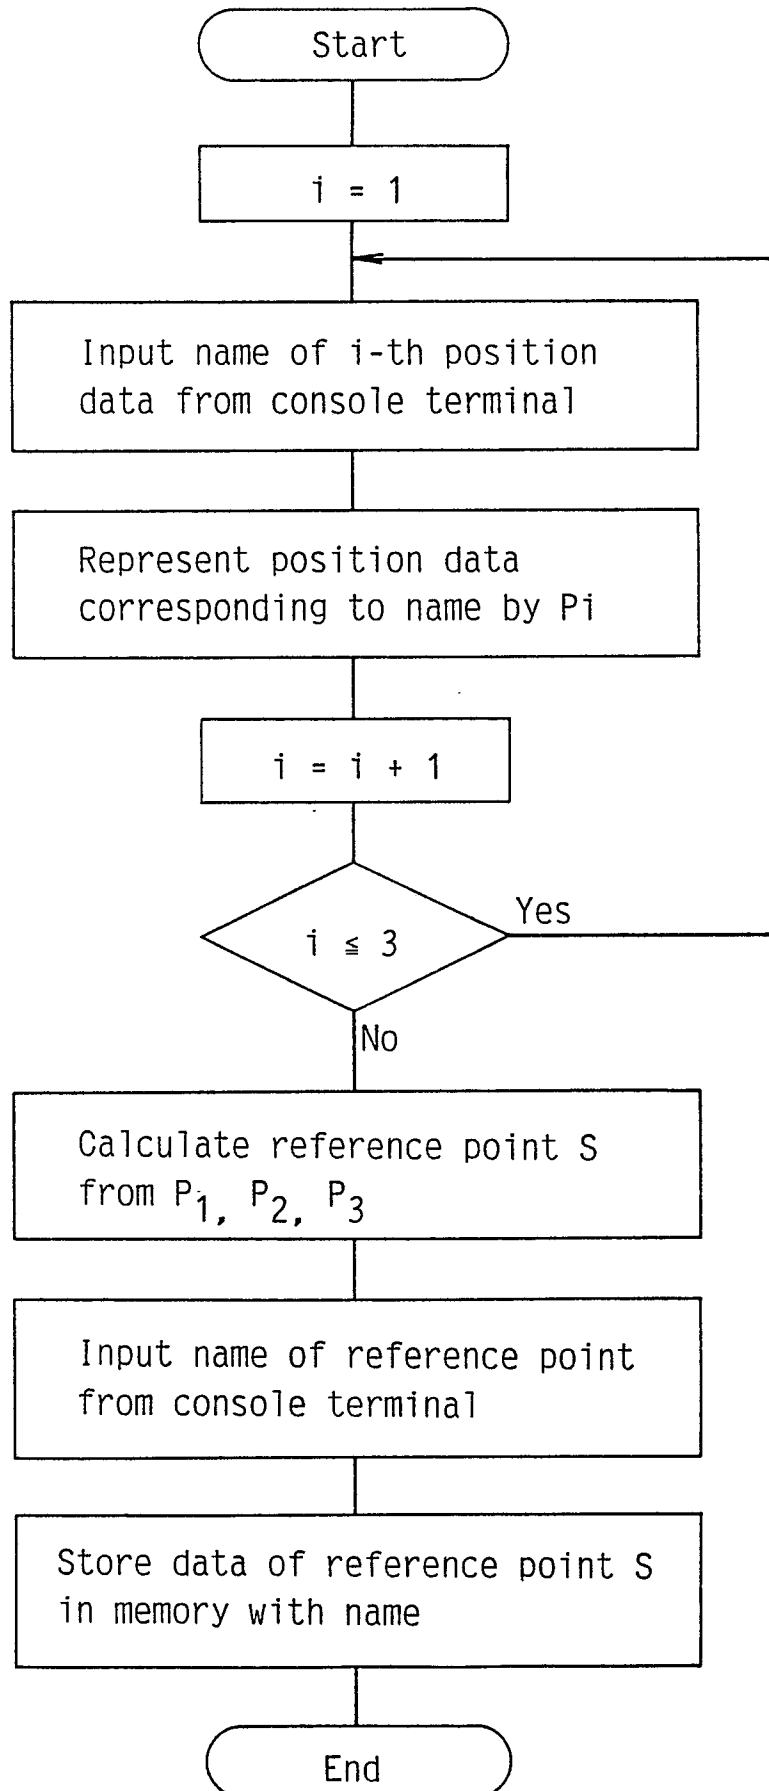 Start
i = 1
Input name of i-th position
data from console terminal
Represent position data
corresponding to name by Pi
i = i + 1
i ≦ 3
Yes
No
Calculate reference point S
from P1, P2, P3
Input name of reference point
from console terminal
Store data of reference point S
in memory with name
End